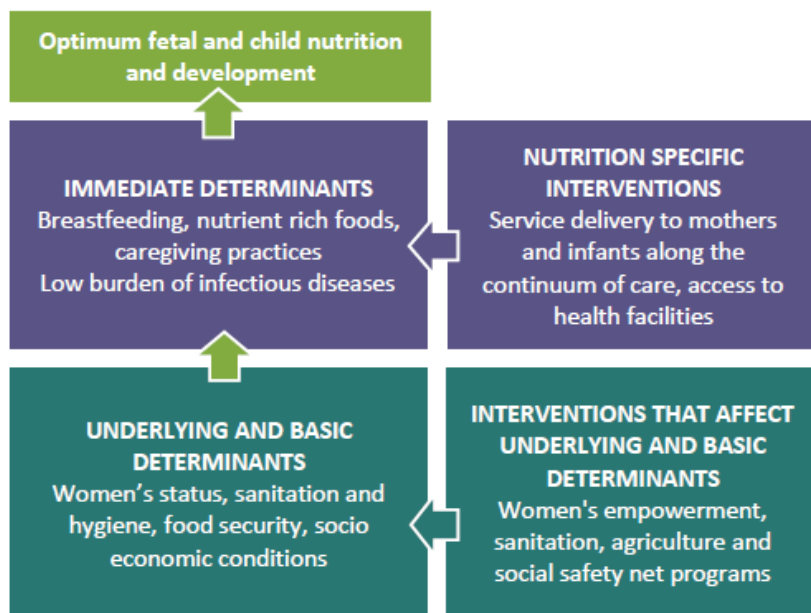 Optimum fetal and child nutrition
and development
IMMEDIATE DETERMINANTS
Breastfeeding, nutrient rich foods,
caregiving practices
Low burden of infectious diseases
NUTRITION SPECIFIC
INTERVENTIONS
Service delivery to mothers
and infants along the
continuum of care, access to
health facilities
UNDERLYING AND BASIC
DETERMINANTS
Women's status, sanitation and
hygiene, food security, socio
economic conditions
INTERVENTIONS THAT AFFECT
UNDERLYING AND BASIC
DETERMINANTS
Women's empowerment,
sanitation, agriculture and
social safety net programs